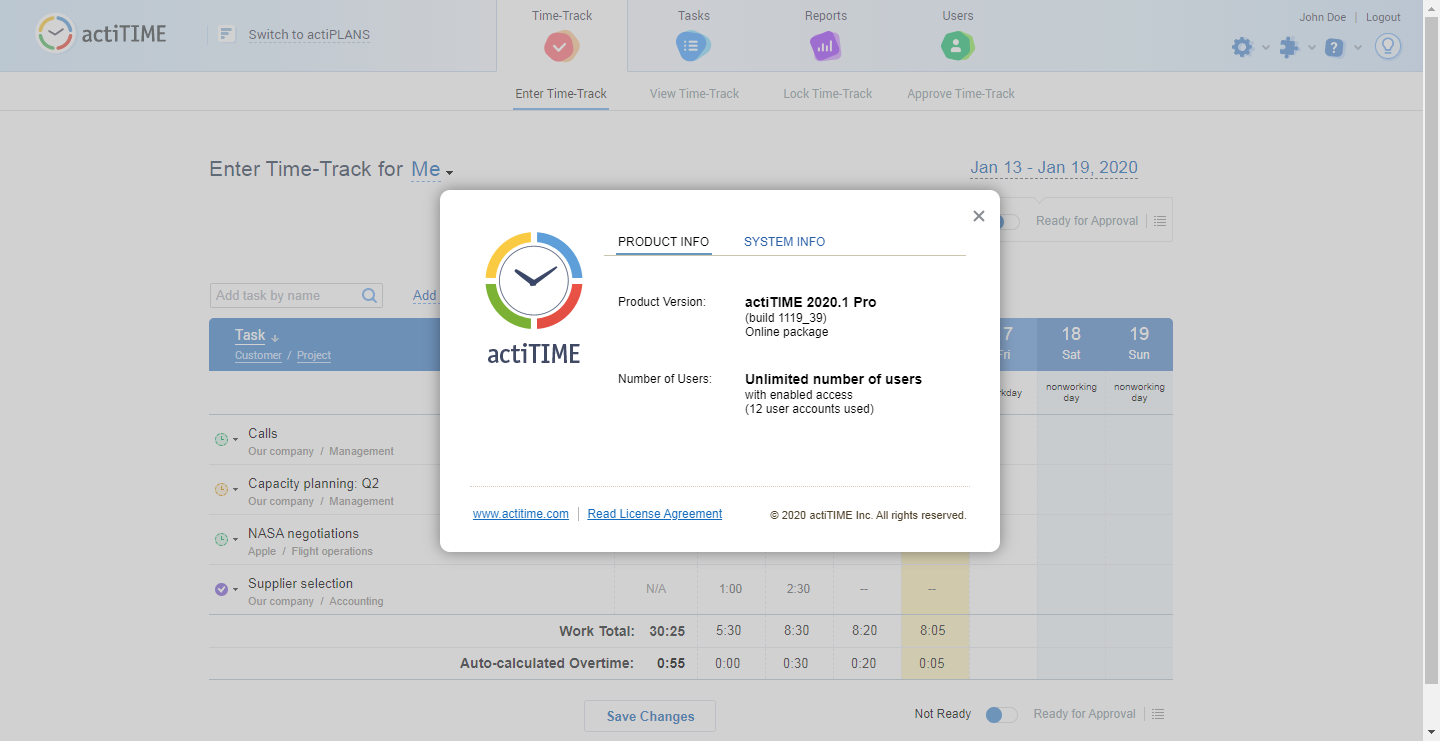 actiTIME
Switch to actiPLANS
Time-Track
Tasks
Reports
Users
John Doe | Logout
?
Enter Time-Track
View Time-Track
Lock Time-Track
Approve Time-Track
Enter Time-Track for Me
Jan 13 - Jan 19, 2020
Ready for Approval
PRODUCT INFO
SYSTEM INFO
actiTIME
Product Version:
actiTIME 2020.1 Pro
(build 1119_39)
Online package
Number of Users:
Unlimited number of users
with enabled access
(12 user accounts used)
www.actitime.com
Read License Agreement
© 2020 actiTIME Inc. All rights reserved.
Add task by name
Add
Task ↓
Customer / Project
7
Fri
18
Sat
19
Sun
nonworking
day
nonworking
day
Calls
Our company / Management
Capacity planning: Q2
Our company / Management
NASA negotiations
Apple / Flight operations
Supplier selection
Our company / Accounting
N/A 1:00 2:30 -- --
Work Total: 30:25 5:30 8:30 8:20 8:05
Auto-calculated Overtime: 0:55 0:00 0:30 0:20 0:05
Save Changes
Not Ready
Ready for Approval